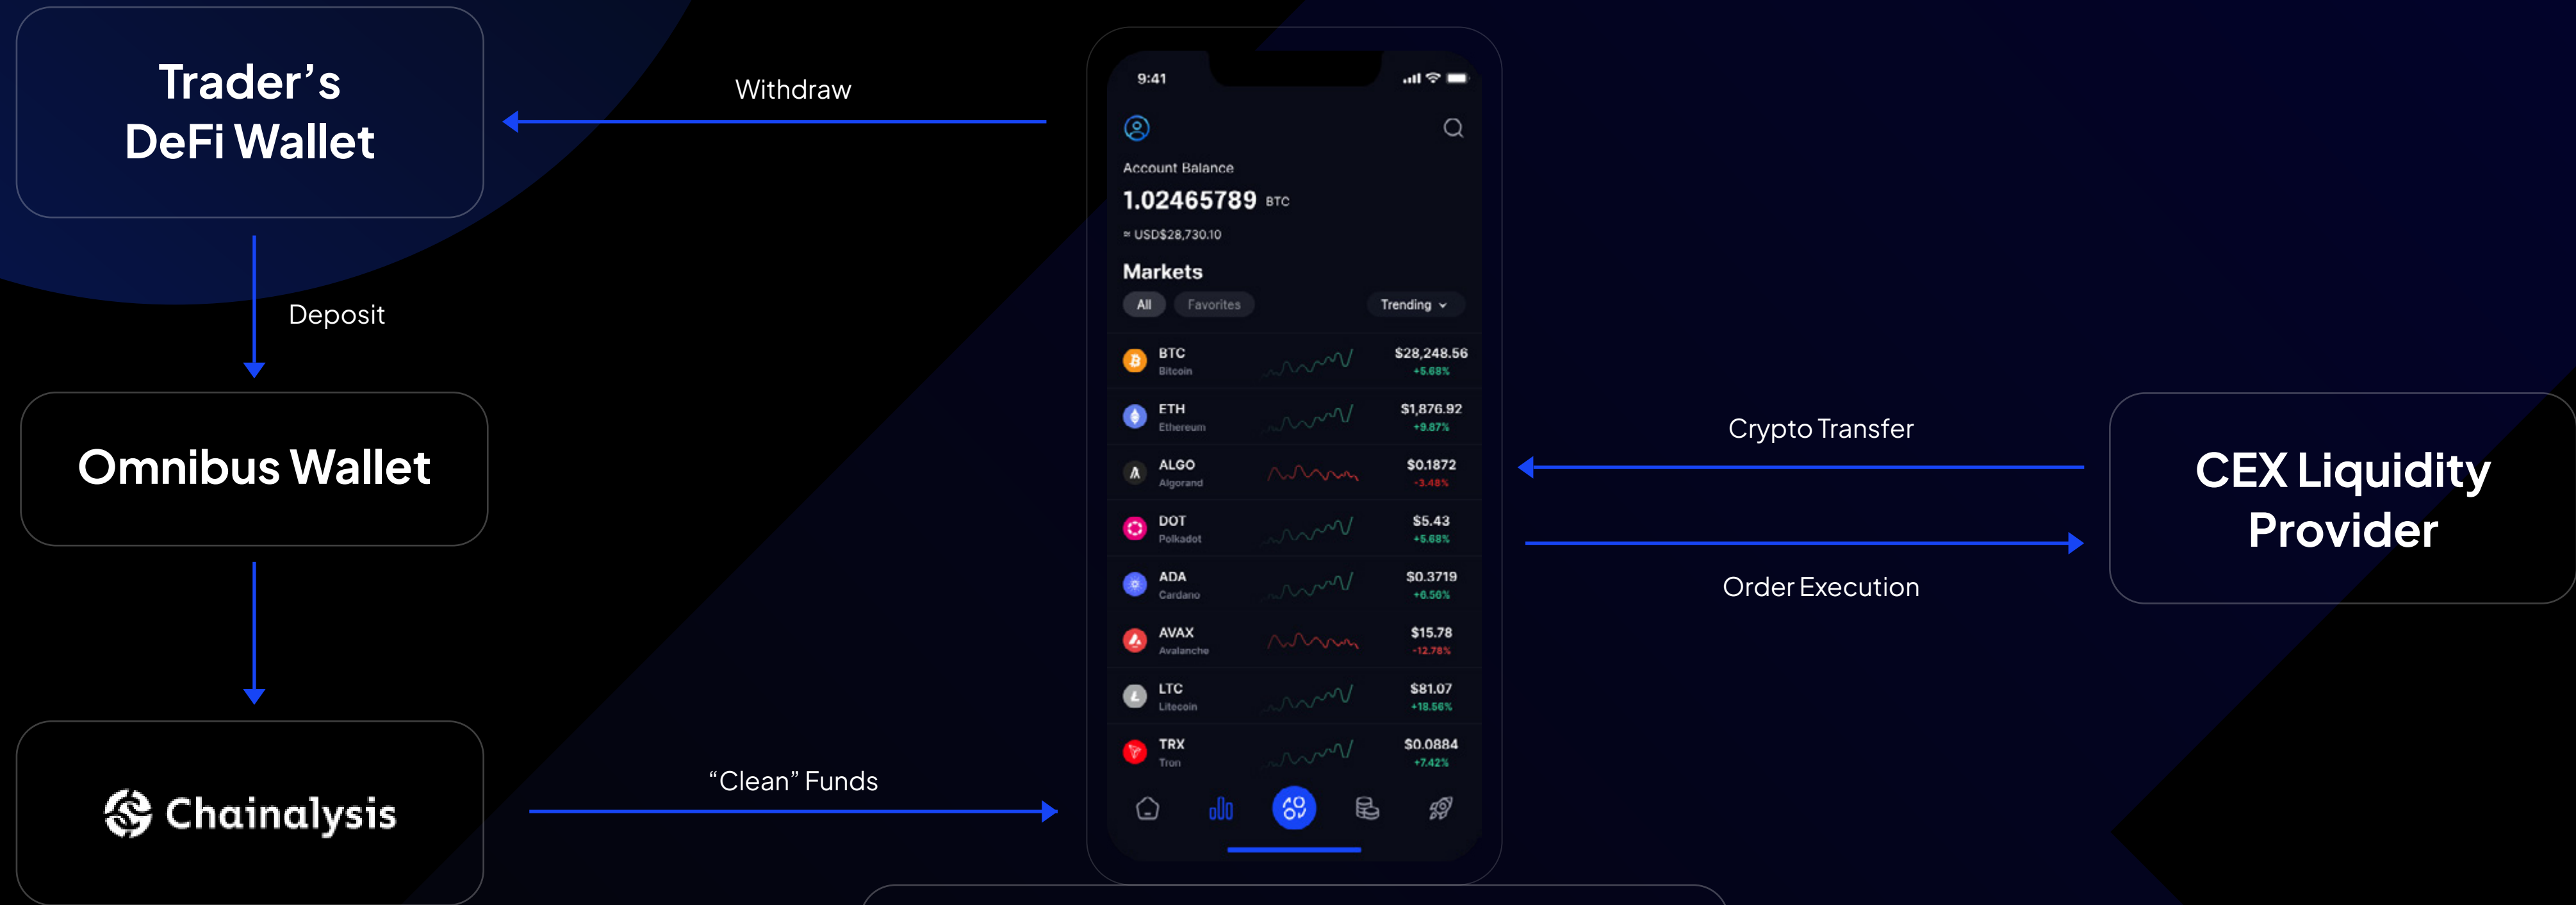 Trader’s
DeFi Wallet
Withdraw
Deposit
Omnibus Wallet
Chainalysis
“Clean” Funds
9:41
Account Balance
1.02465789 BTC
≃ USD$28,730.10
Markets
All Favorites Trending
BTC $28,248.56
Bitcoin +5.68%
ETH $1,876.92
Ethereum +9.87%
ALGO $0.1872
Algorand -3.48%
DOT $5.43
Polkadot +5.68%
ADA $0.3719
Cardano +6.56%
AVAX $15.78
Avalanche -12.78%
LTC $81.07
Litecoin +18.56%
TRX $0.0884
Tron +7.42%
Crypto Transfer
Order Execution
CEX Liquidity
Provider